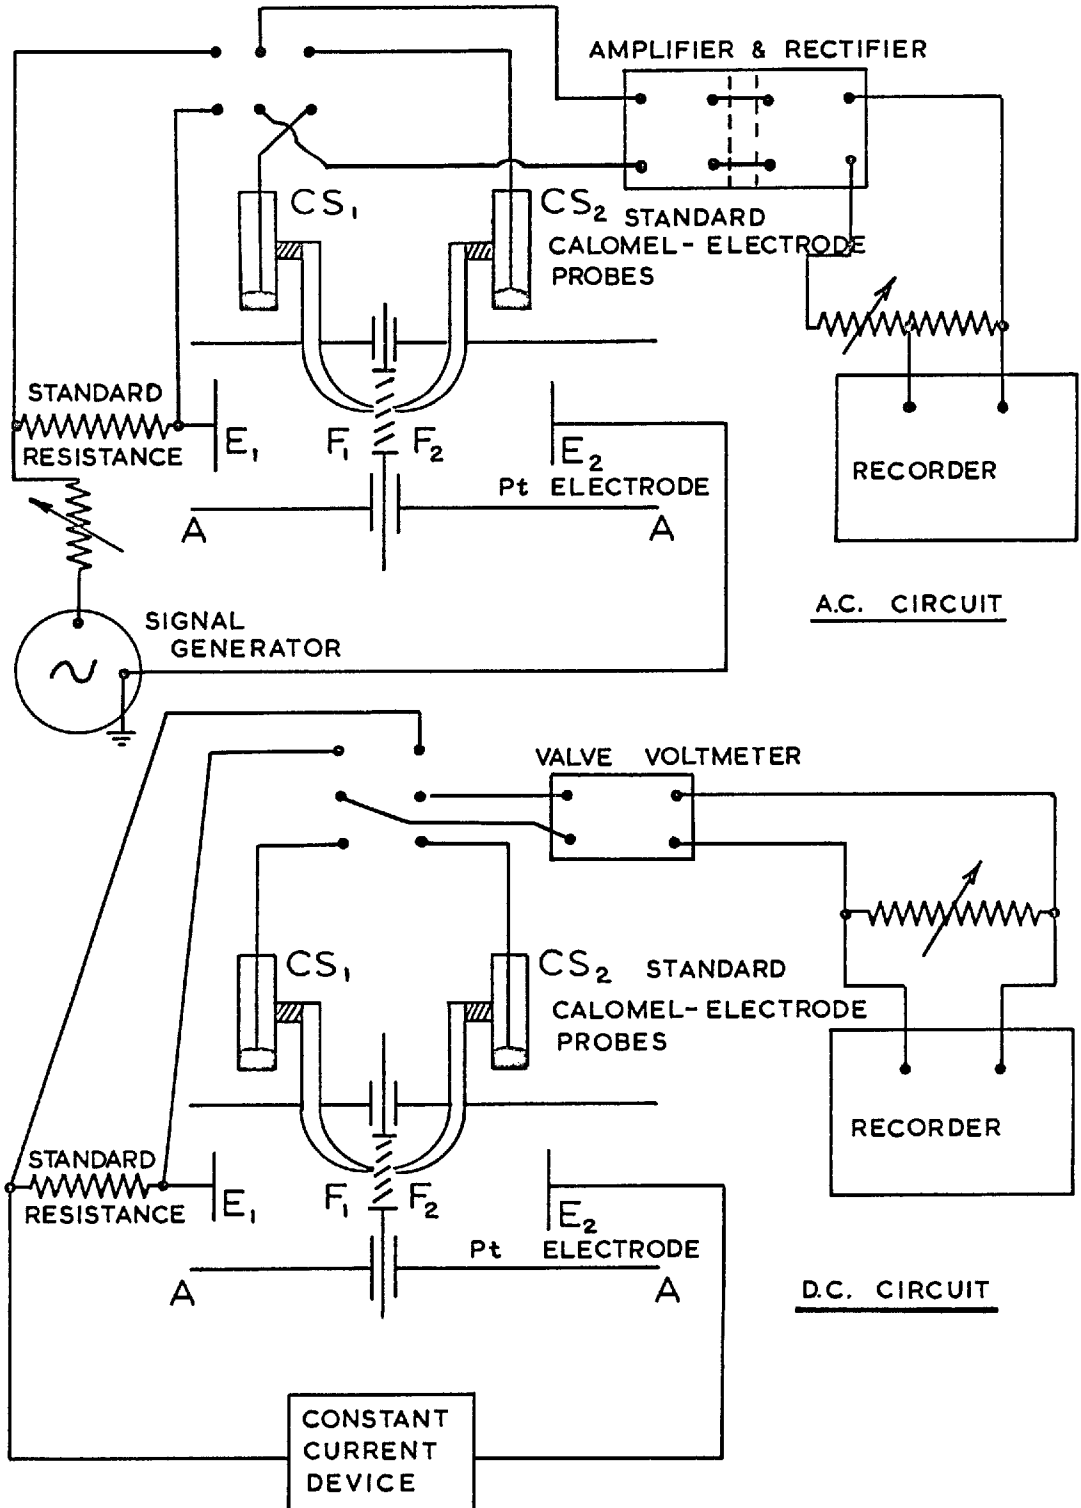 AMPLIFIER & RECTIFIER
CS₁
CS₂ STANDARD
CALOMEL-ELECTRODE
PROBES
STANDARD
RESISTANCE
E₁
F₁ F₂
E₂
Pt ELECTRODE
A A
RECORDER
A.C. CIRCUIT
SIGNAL
GENERATOR
VALVE VOLTMETER
CS₁
CS₂ STANDARD
CALOMEL-ELECTRODE
PROBES
STANDARD
RESISTANCE
E₁
F₁ F₂
E₂
Pt ELECTRODE
A A
RECORDER
D.C. CIRCUIT
CONSTANT
CURRENT
DEVICE